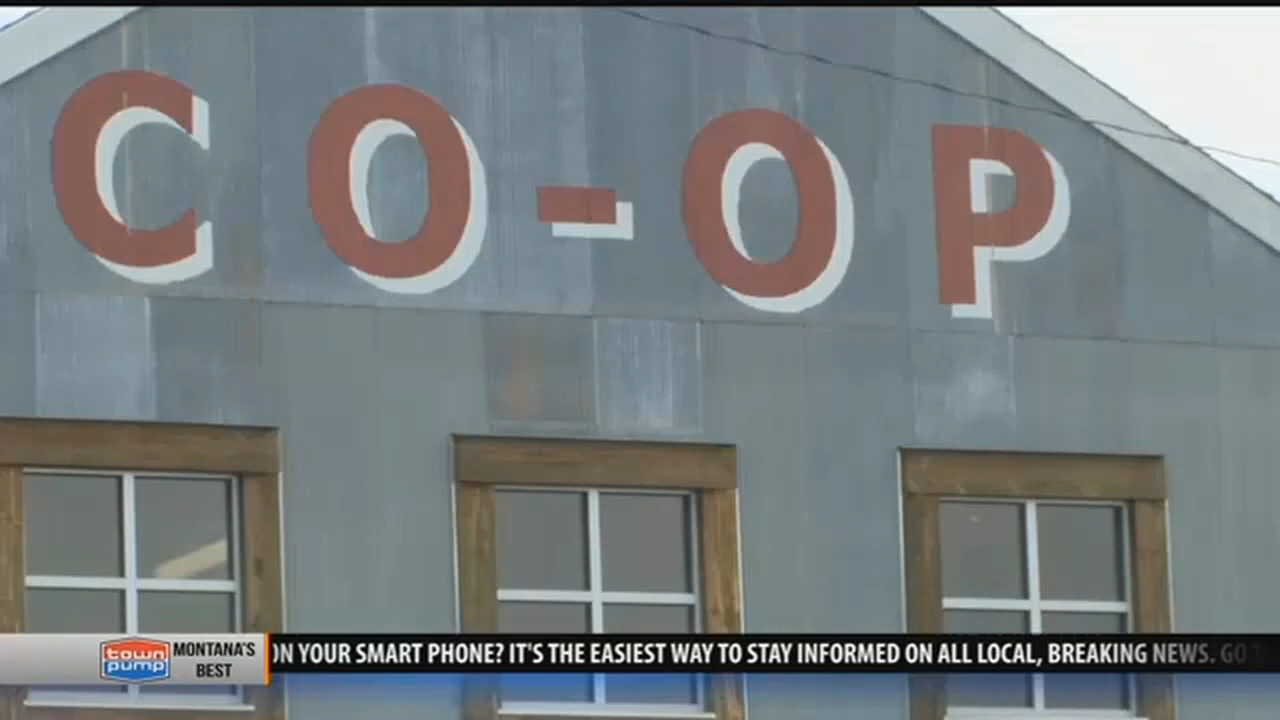 CO-OP
town pump
MONTANA'S BEST
ON YOUR SMART PHONE? IT'S THE EASIEST WAY TO STAY INFORMED ON ALL LOCAL, BREAKING NEWS. GO